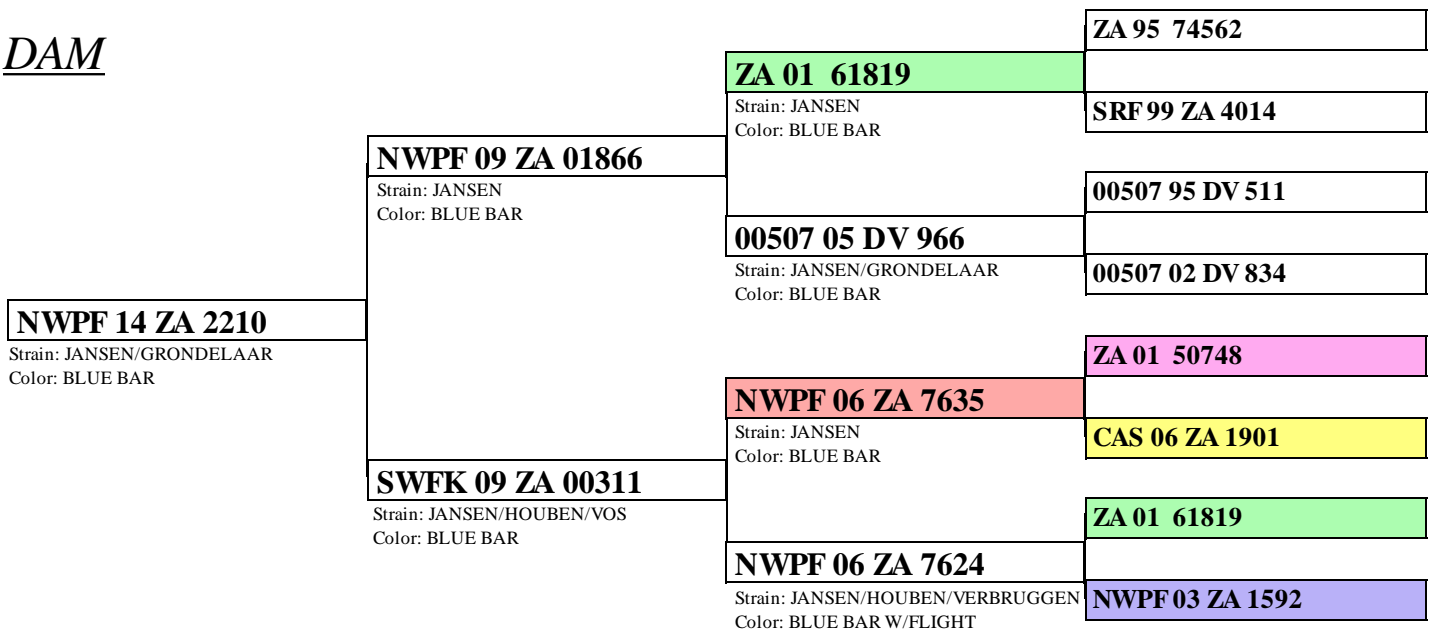 DAM
ZA 95 74562
ZA 01 61819
Strain: JANSEN
Color: BLUE BAR
SRF 99 ZA 4014
NWPF 09 ZA 01866
Strain: JANSEN
Color: BLUE BAR
00507 95 DV 511
00507 05 DV 966
Strain: JANSEN/GRONDELAAR
Color: BLUE BAR
00507 02 DV 834
NWPF 14 ZA 2210
Strain: JANSEN/GRONDELAAR
Color: BLUE BAR
ZA 01 50748
NWPF 06 ZA 7635
Strain: JANSEN
Color: BLUE BAR
CAS 06 ZA 1901
SWFK 09 ZA 00311
Strain: JANSEN/HOUBEN/VOS
Color: BLUE BAR
ZA 01 61819
NWPF 06 ZA 7624
Strain: JANSEN/HOUBEN/VERBRUGGEN
Color: BLUE BAR W/FLIGHT
NWPF 03 ZA 1592